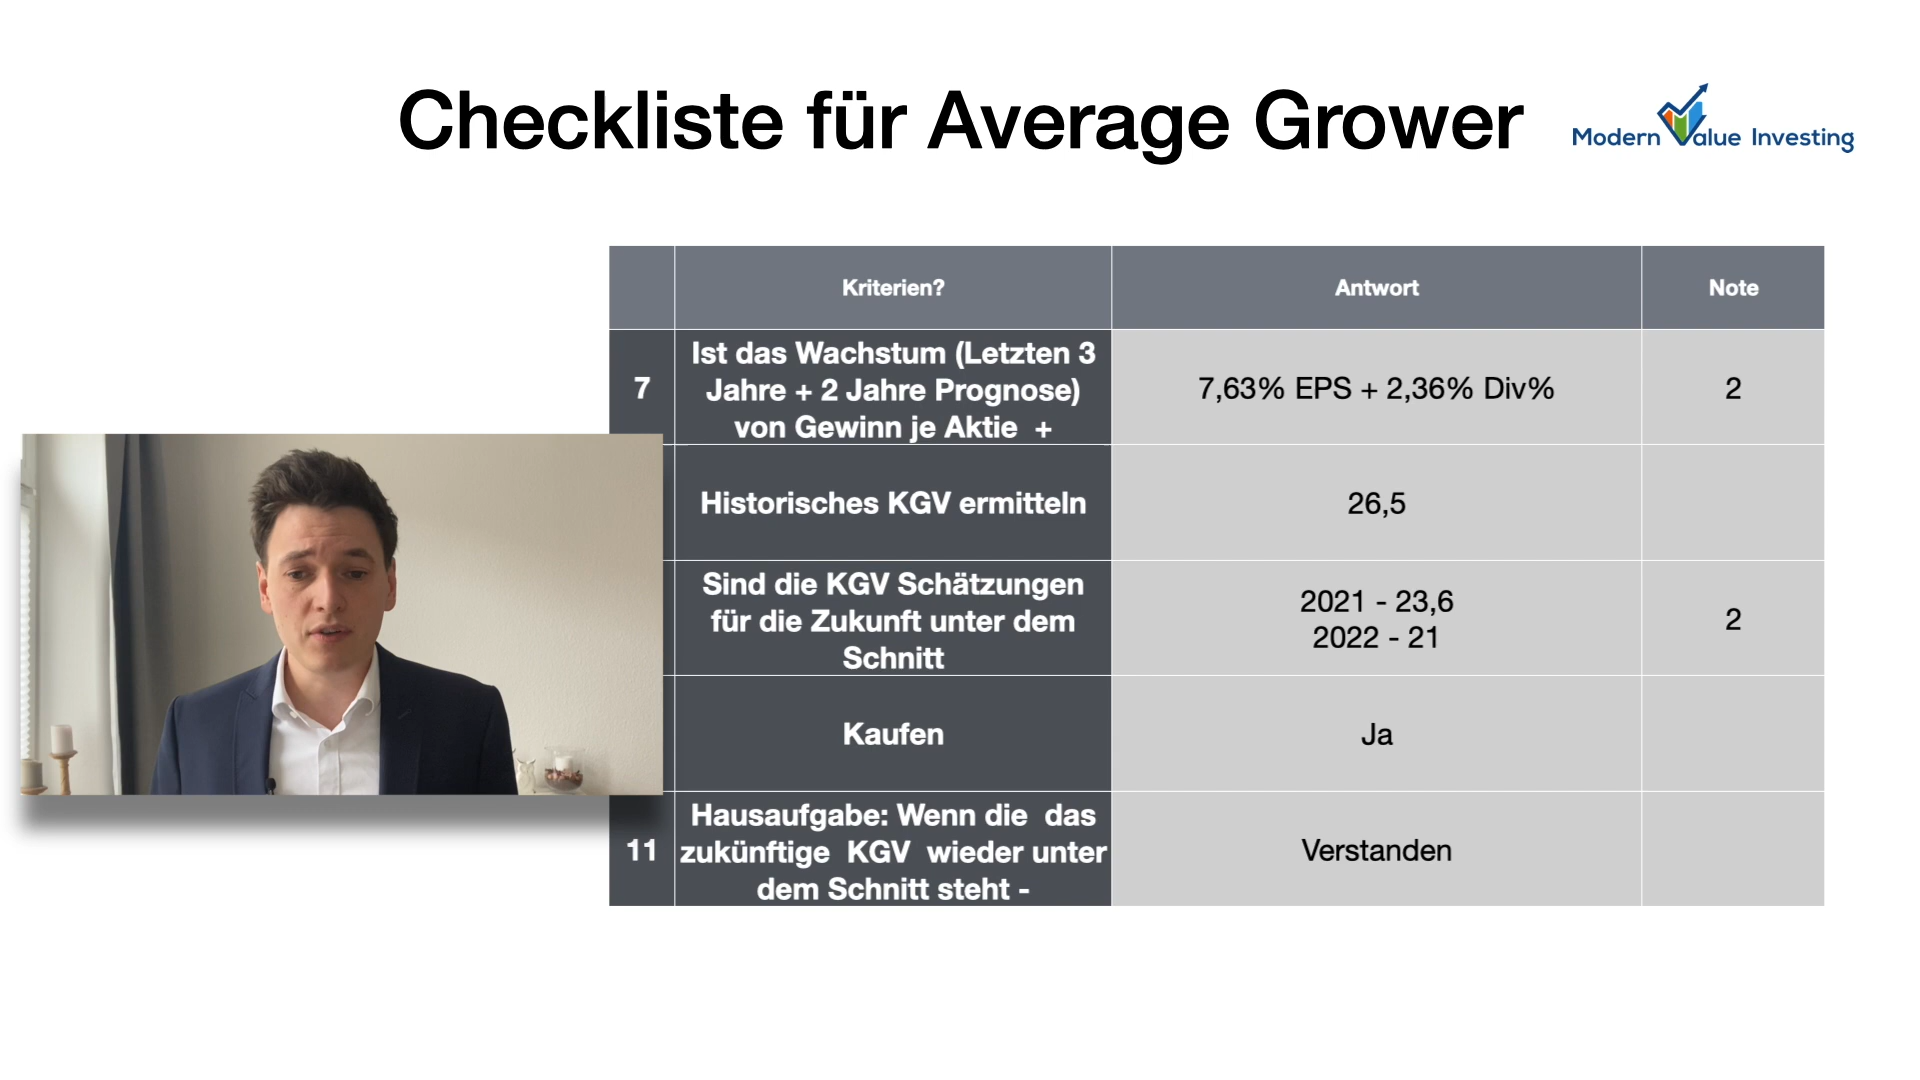 Checkliste für Average Grower
Modern Value Investing
Kriterien?
Antwort
Note
7
Ist das Wachstum (Letzten 3
Jahre + 2 Jahre Prognose)
von Gewinn je Aktie +
7,63% EPS + 2,36% Div%
2
Historisches KGV ermitteln
26,5
Sind die KGV Schätzungen
für die Zukunft unter dem
Schnitt
2021 - 23,6
2022 - 21
2
Kaufen
Ja
11
Hausaufgabe: Wenn die das
zukünftige KGV wieder unter
dem Schnitt steht -
Verstanden